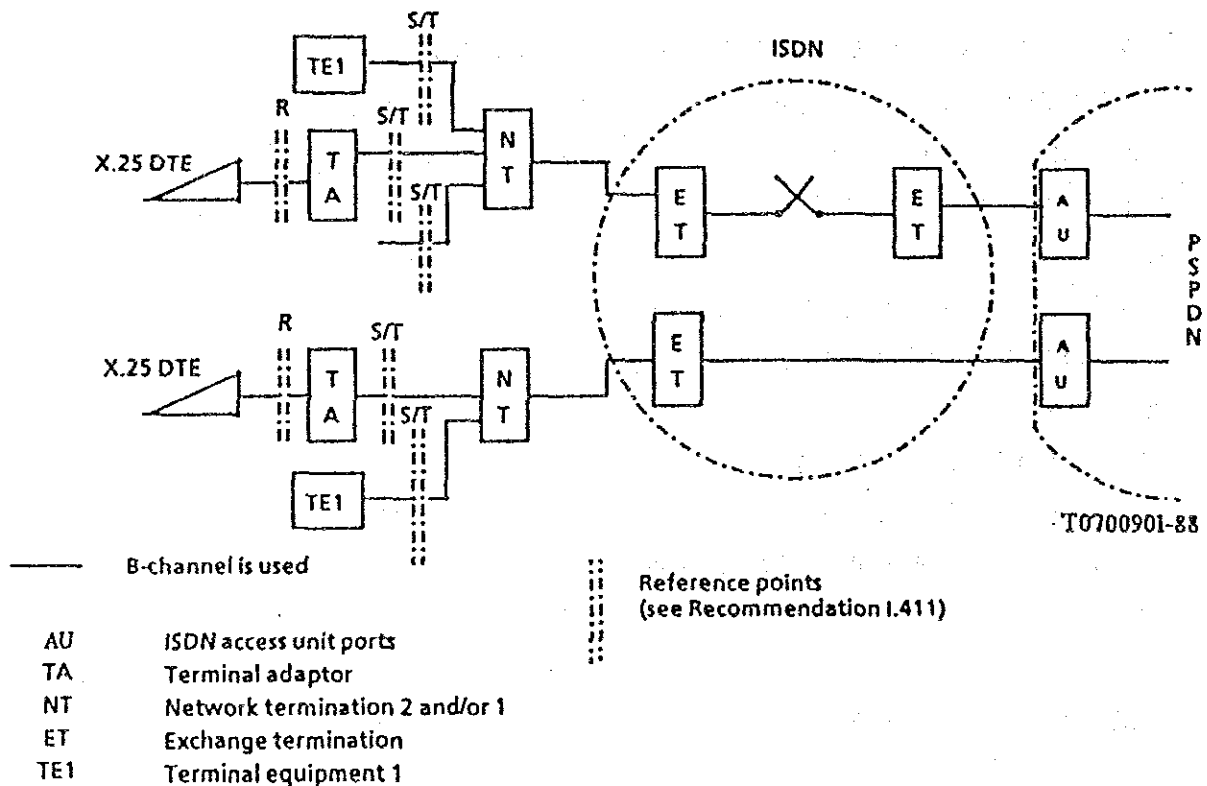 S/T
ISDN
TE1
R
S/T
N
T
X.25 DTE
T
A
S/T
E
T
E
T
A
U
PSPDN
R
S/T
X.25 DTE
T
A
S/T
N
T
E
T
A
U
TE1
T0700901-88
B-channel is used
Reference points
(see Recommendation I.411)
AU ISDN access unit ports
TA Terminal adaptor
NT Network termination 2 and/or 1
ET Exchange termination
TE1 Terminal equipment 1